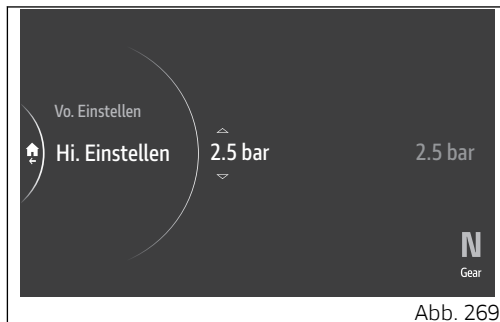 Vo. Einstellen
Hi. Einstellen 2.5 bar 2.5 bar
N
Gear
Abb. 269